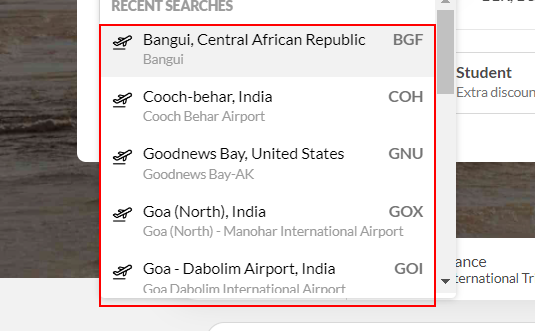 RECENT SEARCHES
Bangui, Central African Republic BGF
Bangui
Student
Extra discoun
Cooch-behar, India COH
Cooch Behar Airport
Goodnews Bay, United States GNU
Goodnews Bay-AK
Goa (North), India GOX
Goa (North) - Manohar International Airport
Goa - Dabolim Airport, India GOI
Goa Dabolim International Airport
ance
ternational Tr